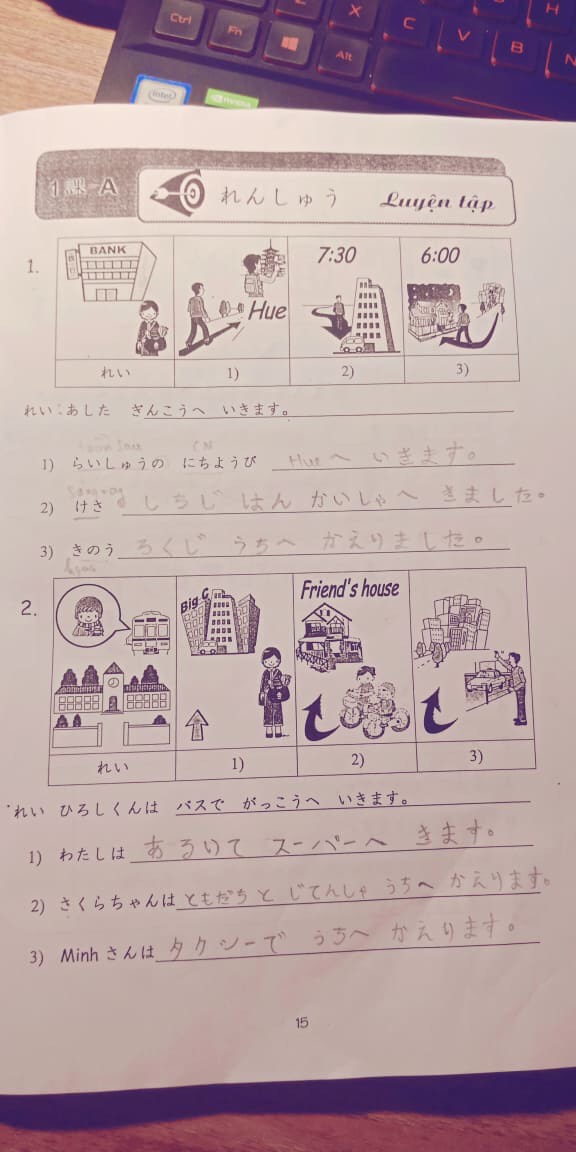 Ctrl
Fn
Alt
X
C
V
B
H
N
intel
NVIDIA
1課-A
れんしゅう
Luyện tập
1.
BANK
Hue
7:30
6:00
れい
1)
2)
3)
れい:あした ぎんこうへ いきます。
1) らいしゅうの にちようび Hueへ いきます。
2) けさ しちじ はん かいしゃへ きました。
3) きのう ろくじ うちへ かえりました。
2.
Big C
Friend's house
れい
1)
2)
3)
れい ひろしくんは バスで がっこうへ いきます。
1) わたしは あるいて スーパーへ きます。
2) さくらちゃんは ともだちと じてんしゃ うちへ かえります。
3) Minhさんは タクシーで うちへ かえります。
15